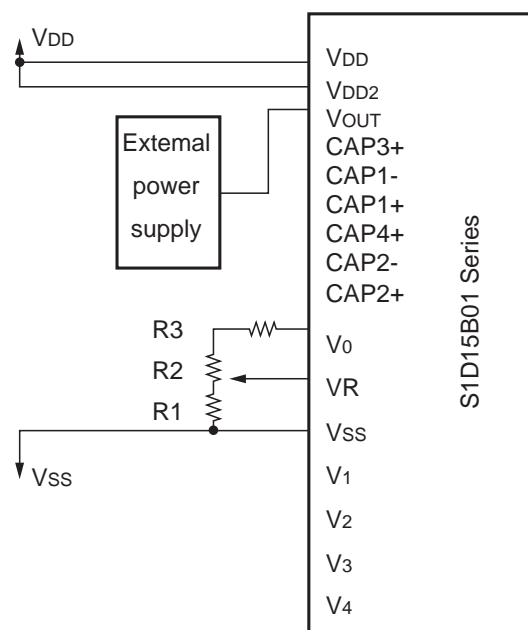 VDD
External
power
supply
R3
R2
R1
VSS
VDD
VDD2
VOUT
CAP3+
CAP1-
CAP1+
CAP4+
CAP2-
CAP2+
V0
VR
VSS
V1
V2
V3
V4
S1D15B01 Series